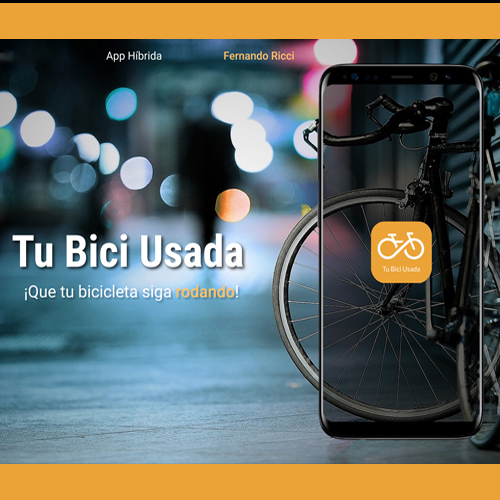 App Híbrida
Fernando Ricci
Tu Bici Usada
¡Que tu bicicleta siga rodando!
Tu Bici Usada